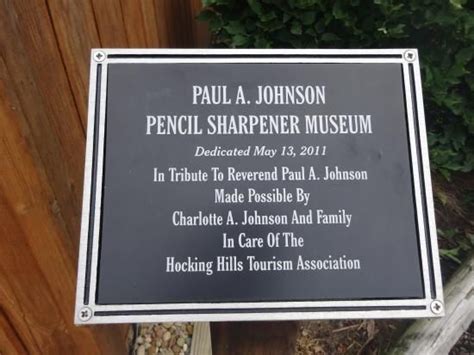 PAUL A. JOHNSON
PENCIL SHARPENER MUSEUM
Dedicated May 13, 2011
In Tribute To Reverend Paul A. Johnson
Made Possible By
Charlotte A. Johnson And Family
In Care Of The
Hocking Hills Tourism Association